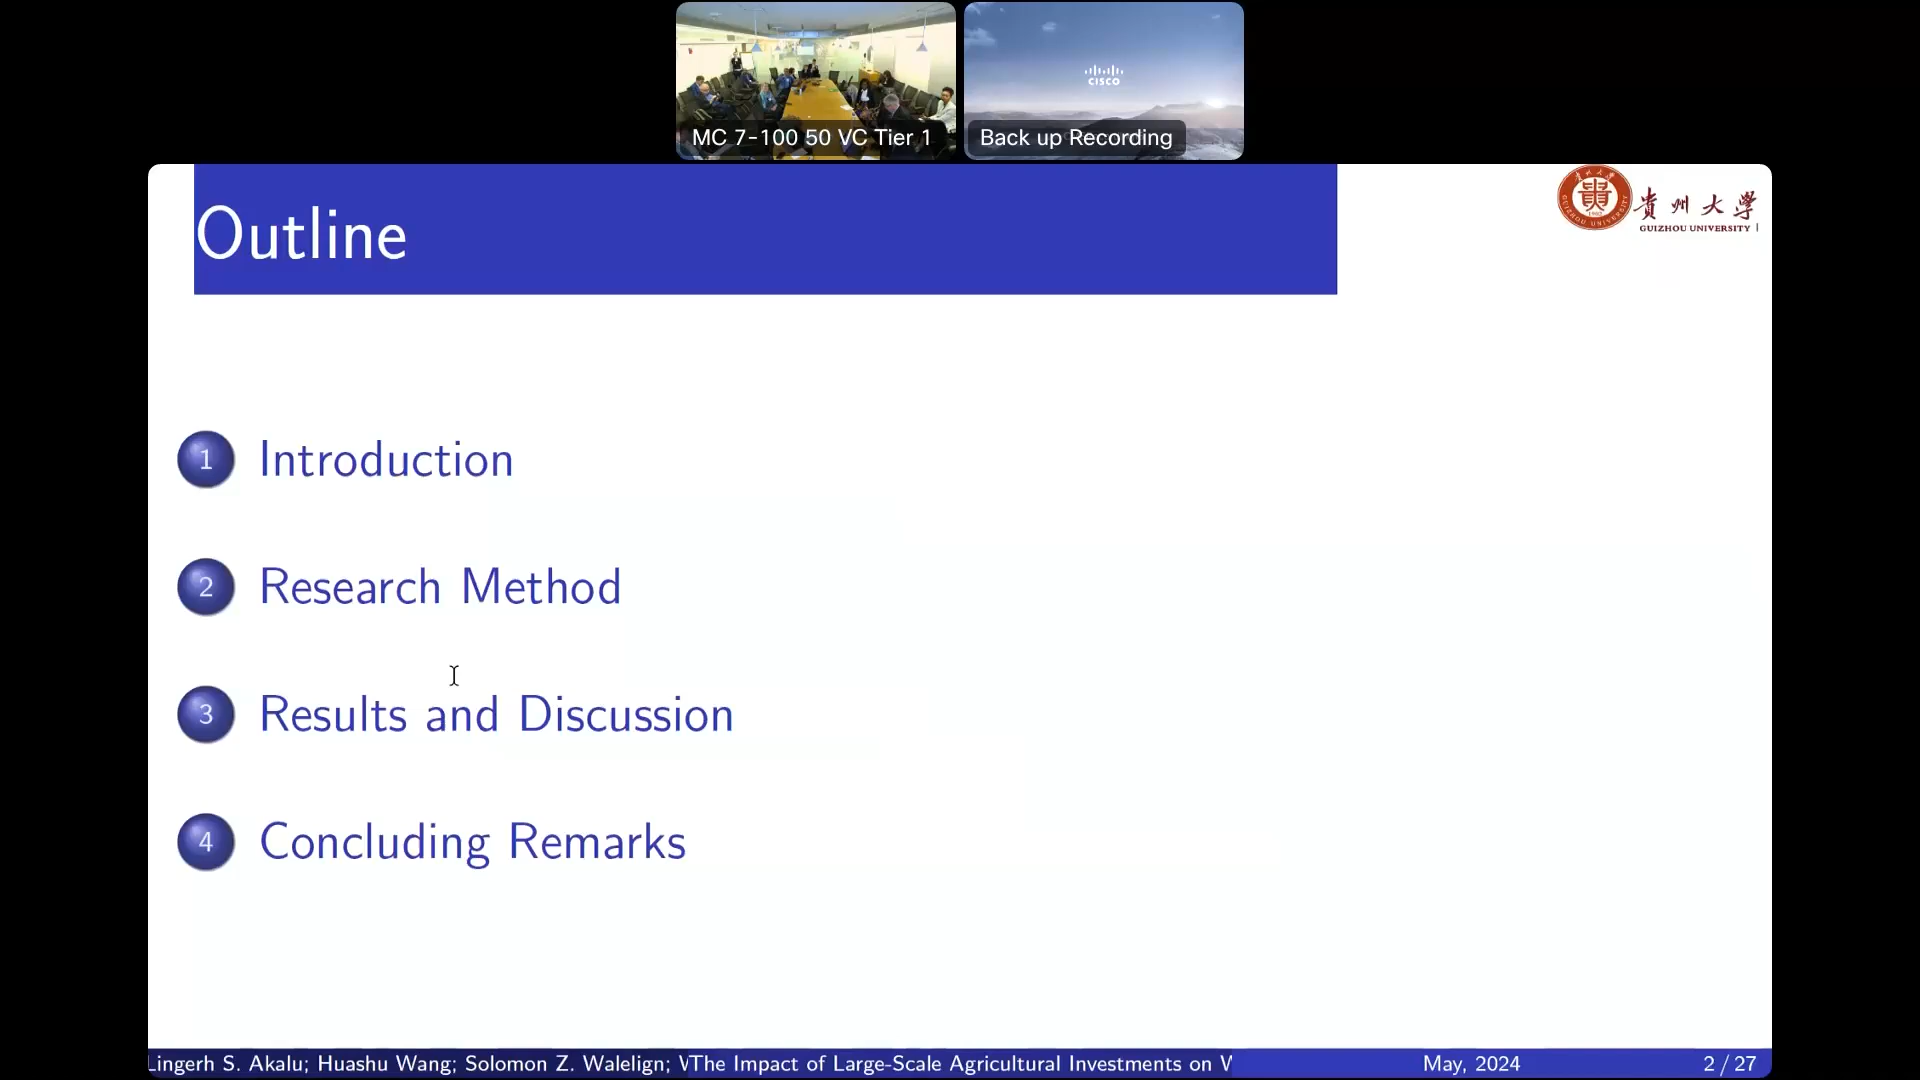 CISCO
MC 7-100 50 VC Tier 1
Back up Recording
Outline
貴州大学
GUIZHOU UNIVERSITY
1 Introduction
2 Research Method
3 Results and Discussion
4 Concluding Remarks
Lingerh S. Akalu; Huashu Wang; Solomon Z. Walelign; The Impact of Large-Scale Agricultural Investments on May, 2024 2 / 27